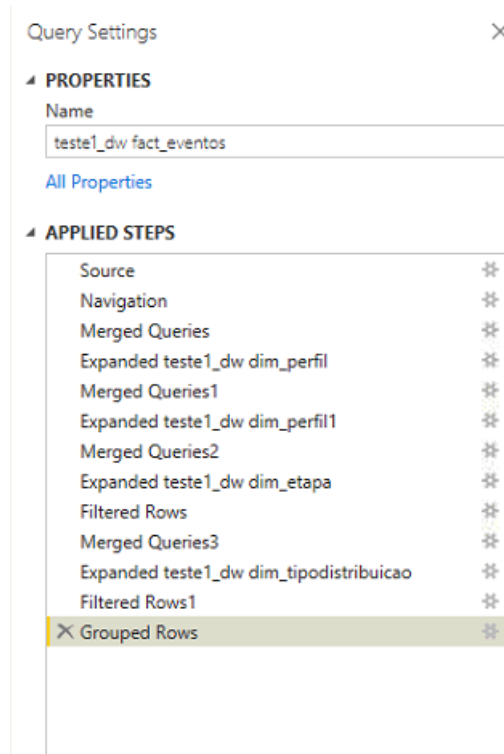 Query Settings
PROPERTIES
Name
teste1_dw fact_eventos
All Properties
APPLIED STEPS
Source
Navigation
Merged Queries
Expanded teste1_dw dim_perfil
Merged Queries1
Expanded teste1_dw dim_perfil1
Merged Queries2
Expanded teste1_dw dim_etapa
Filtered Rows
Merged Queries3
Expanded teste1_dw dim_tipodistribuicao
Filtered Rows1
Grouped Rows